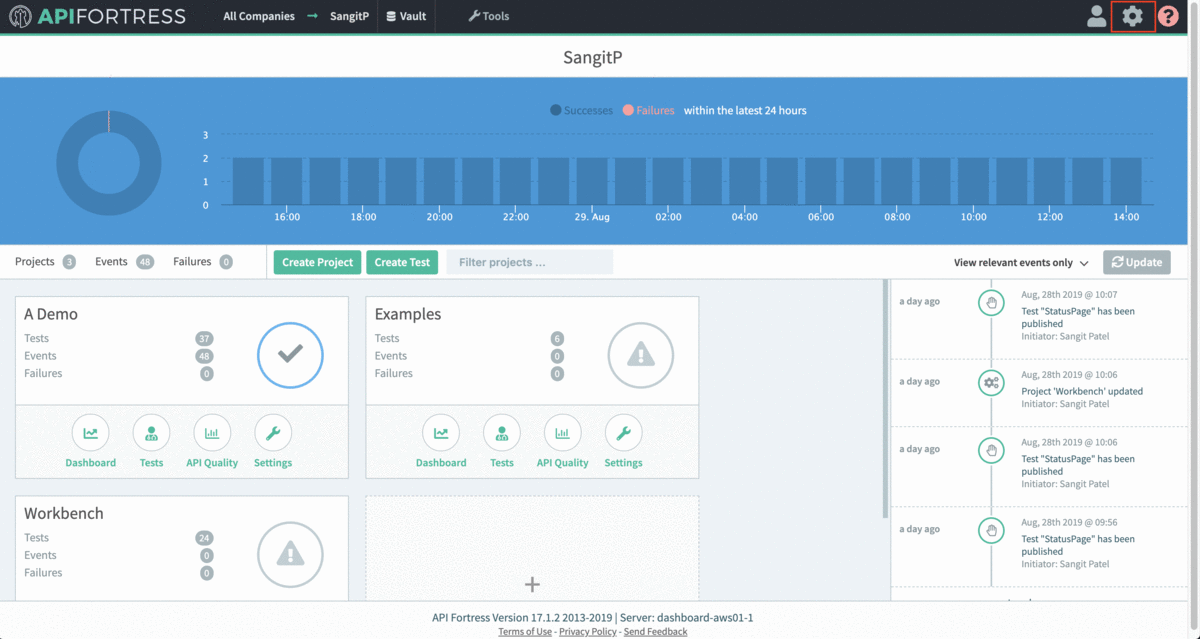 APIFORTRESS
All Companies → SangitP Vault Tools ?
SangitP
Successes Failures within the latest 24 hours
3
2
1
0
16:00 18:00 20:00 22:00 29. Aug 02:00 04:00 06:00 08:00 10:00 12:00 14:00
Projects 3 Events 48 Failures 0 Create Project Create Test Filter projects ... View relevant events only Update
A Demo
Tests 37
Events 48
Failures 0
Dashboard Tests API Quality Settings
Examples
Tests 6
Events 0
Failures 0
Dashboard Tests API Quality Settings
Workbench
Tests 24
Events 0
Failures 0
+
a day ago
Aug, 28th 2019 @ 10:07
Test "StatusPage" has been
published
Initiator: Sangit Patel
a day ago
Aug, 28th 2019 @ 10:06
Project 'Workbench' updated
Initiator: Sangit Patel
a day ago
Aug, 28th 2019 @ 10:06
Test "StatusPage" has been
published
Initiator: Sangit Patel
a day ago
Aug, 28th 2019 @ 09:56
Test "StatusPage" has been
published
Initiator: Sangit Patel
API Fortress Version 17.1.2 2013-2019 | Server: dashboard-aws01-1
Terms of Use - Privacy Policy - Send Feedback